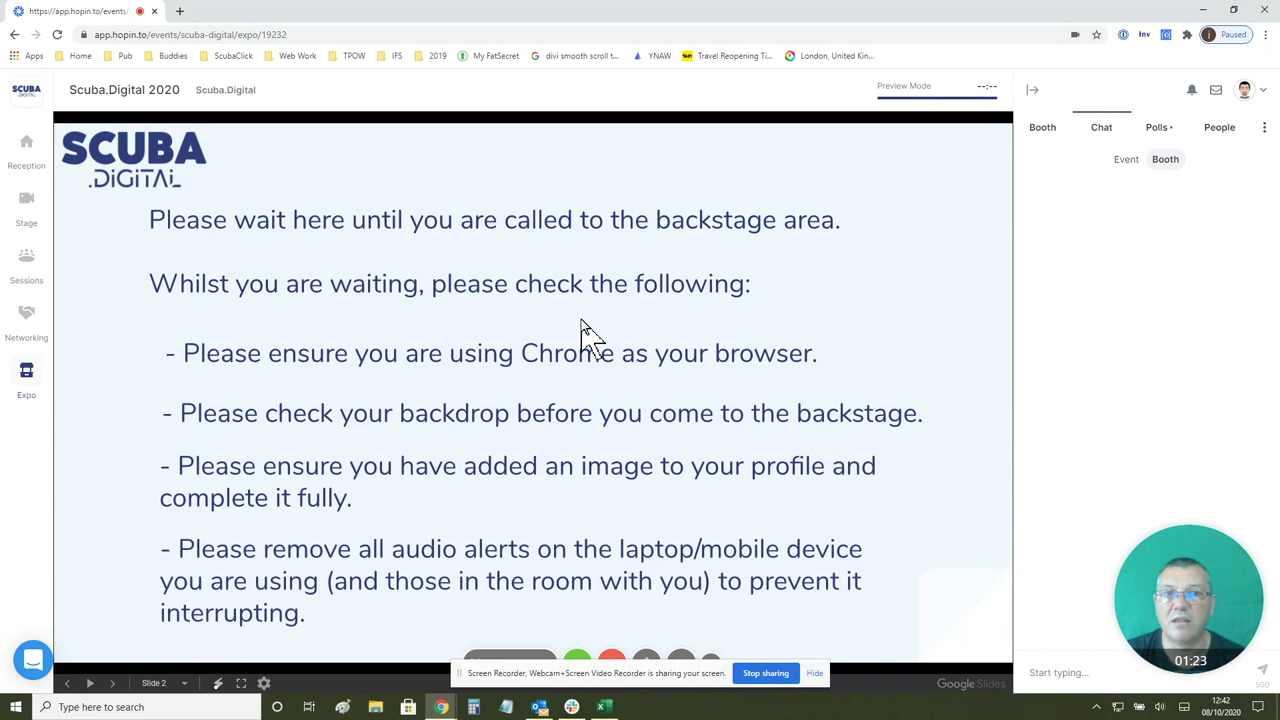 https://app.hopin.to/events/
app.hopin.to/events/scuba-digital/expo/19232
Paused
Apps Home Pub Buddies ScubaClick Web Work TPOW IFS 2019 My FatSecret divi smooth scroll t... YNAW Travel Reopening Ti... London, United Kin...
SCUBA
Scuba.Digital 2020 Scuba.Digital
Preview Mode --:--
Booth Chat Polls People
Event Booth
Reception
Stage
Sessions
Networking
Expo
SCUBA
.DIGITAL
Please wait here until you are called to the backstage area.
Whilst you are waiting, please check the following:
- Please ensure you are using Chrome as your browser.
- Please check your backdrop before you come to the backstage.
- Please ensure you have added an image to your profile and
complete it fully.
- Please remove all audio alerts on the laptop/mobile device
you are using (and those in the room with you) to prevent it
interrupting.
01:23
Screen Recorder, Webcam+Screen Video Recorder is sharing your screen.
Stop sharing
Hide
Start typing...
500
Slide 2
Google Slides
Type here to search
12:42
08/10/2020